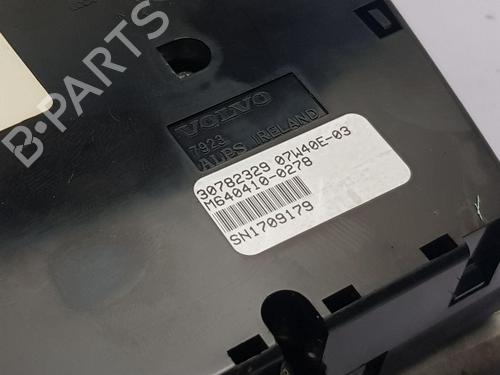 VOLVO
7923
ALPS IRELAND
30782329 07W40E-03
M640410-0278
SN1709179
B-PARTS